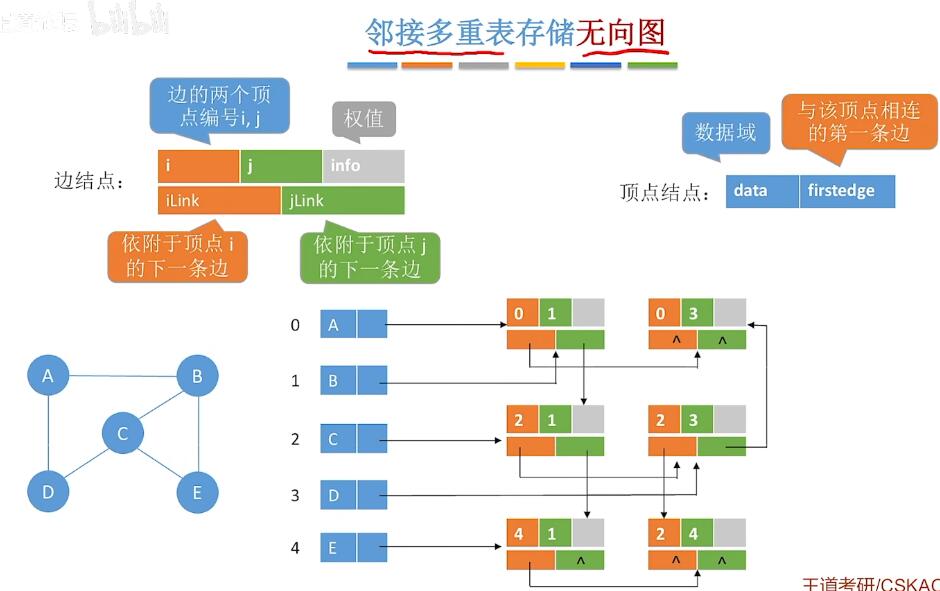 bilibili
邻接多重表存储无向图
边的两个顶
点编号i, j
权值
边结点：
i j info
iLink jLink
依附于顶点 i
的下一条边
依附于顶点 j
的下一条边
数据域
与该顶点相连
的第一条边
顶点结点：
data firstedge
0 A
0 1
0 3
^ ^
1 B
2 C
2 1
2 3
3 D
4 E
4 1
^
2 4
^ ^
A B
C
D E
王道考研/CSKAO